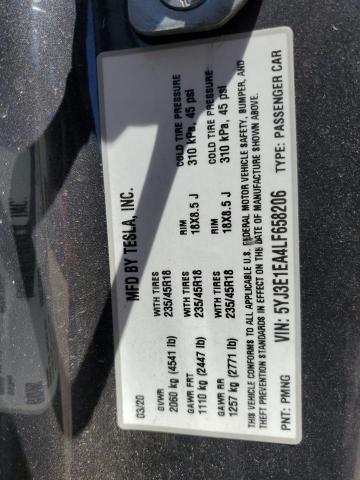 MFD BY TESLA, INC.
03/20
GVWR WITH TIRES RIM COLD TIRE PRESSURE
2060 kg (4541 lb) 235/45R18 18X8.5 J 310 kPa, 45 psi
GAWR FRT
1110 kg (2447 lb)
GAWR RR WITH TIRES RIM COLD TIRE PRESSURE
1257 kg (2771 lb) 235/45R18 18X8.5 J 310 kPa, 45 psi
THIS VEHICLE CONFORMS TO ALL APPLICABLE U.S. FEDERAL MOTOR VEHICLE SAFETY, BUMPER, AND
THEFT PREVENTION STANDARDS IN EFFECT ON THE DATE OF MANUFACTURE SHOWN ABOVE.
VIN: 5YJ3E1EA4LF658206
PNT: PMNG TYPE: PASSENGER CAR